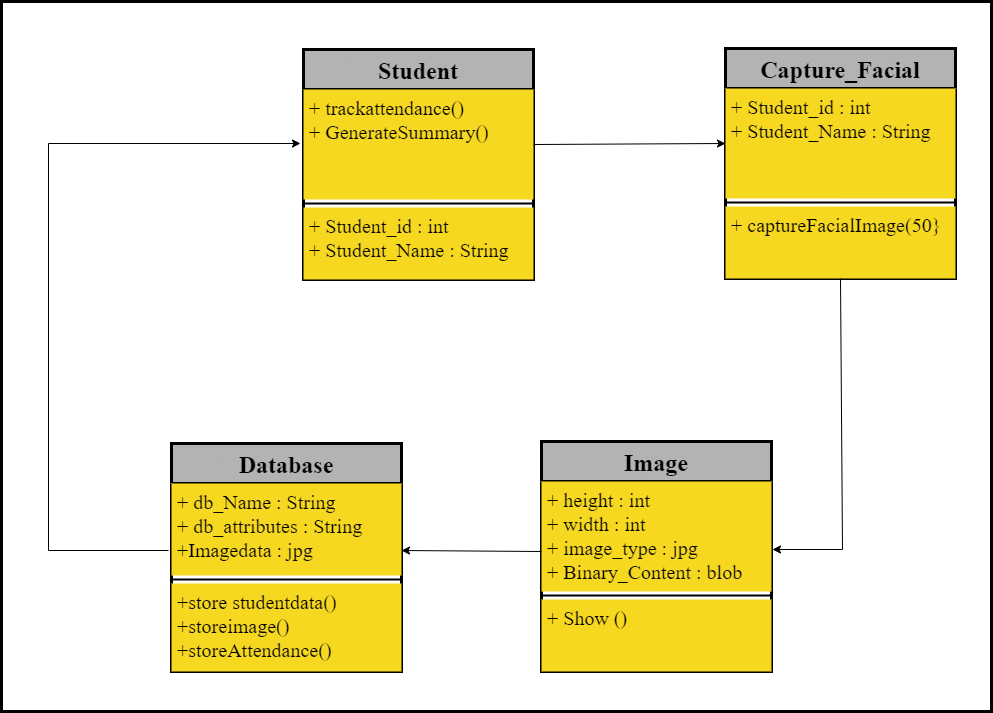 Student
+ trackattendance()
+ GenerateSummary()
+ Student_id : int
+ Student_Name : String
Capture_Facial
+ Student_id : int
+ Student_Name : String
+ captureFacialImage(50}
Database
+ db_Name : String
+ db_attributes : String
+Imagedata : jpg
+store studentdata()
+storeimage()
+storeAttendance()
Image
+ height : int
+ width : int
+ image_type : jpg
+ Binary_Content : blob
+ Show ()